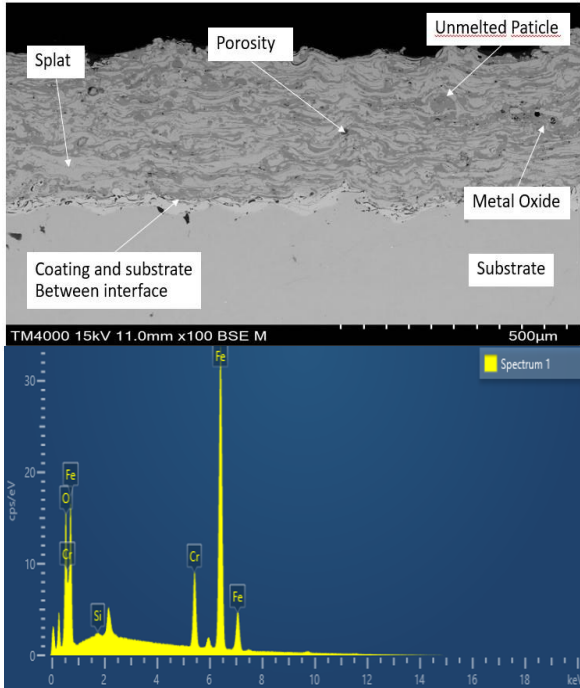 Unmelted Paticle
Porosity
Splat
Metal Oxide
Coating and substrate
Between interface
Substrate
TM4000 15kV 11.0mm x100 BSE M 500µm
Fe
Spectrum 1
30
Fe
20
O
cps/eV
10
Cr
Cr
Si
Fe
0
0 2 4 6 8 10 12 14 16 18 keV